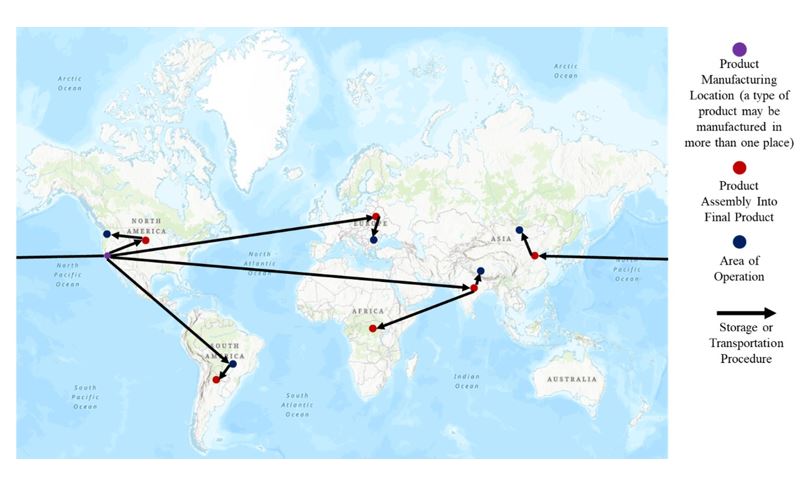 Arctic
Ocean
Arctic
Ocean
NORTH
AMERICA
EUROPE
ASIA
North
Pacific
Ocean
North
Atlantic
Ocean
North
Pacific
Ocean
AFRICA
SOUTH
AMERICA
Indian
Ocean
AUSTRALIA
South
Pacific
Ocean
South
Atlantic
Ocean
Product
Manufacturing
Location (a type of
product may be
manufactured in
more than one place)
Product
Assembly Into
Final Product
Area of
Operation
Storage or
Transportation
Procedure